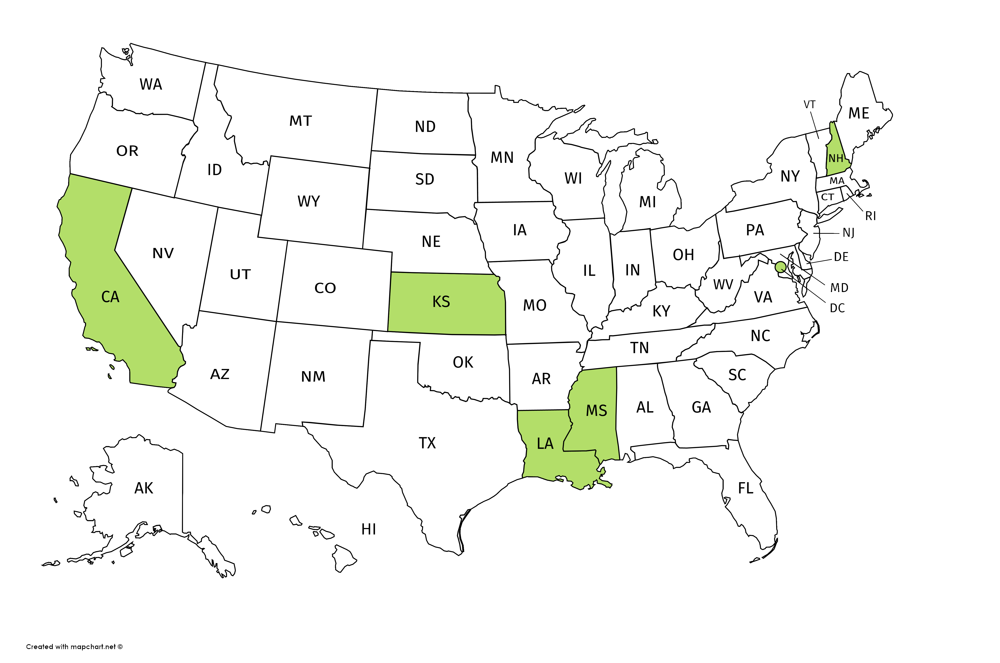 WA
MT
ND
MN
ME
VT
OR
ID
SD
WI
NH
NY
MA
MI
CT
WY
RI
IA
PA
NJ
NE
NV
OH
DE
UT
IL
IN
WV
MD
CO
CA
KS
MO
VA
KY
DC
NC
TN
OK
AZ
NM
AR
SC
MS
AL
GA
TX
LA
AK
FL
HI
Created with mapchart.net ©